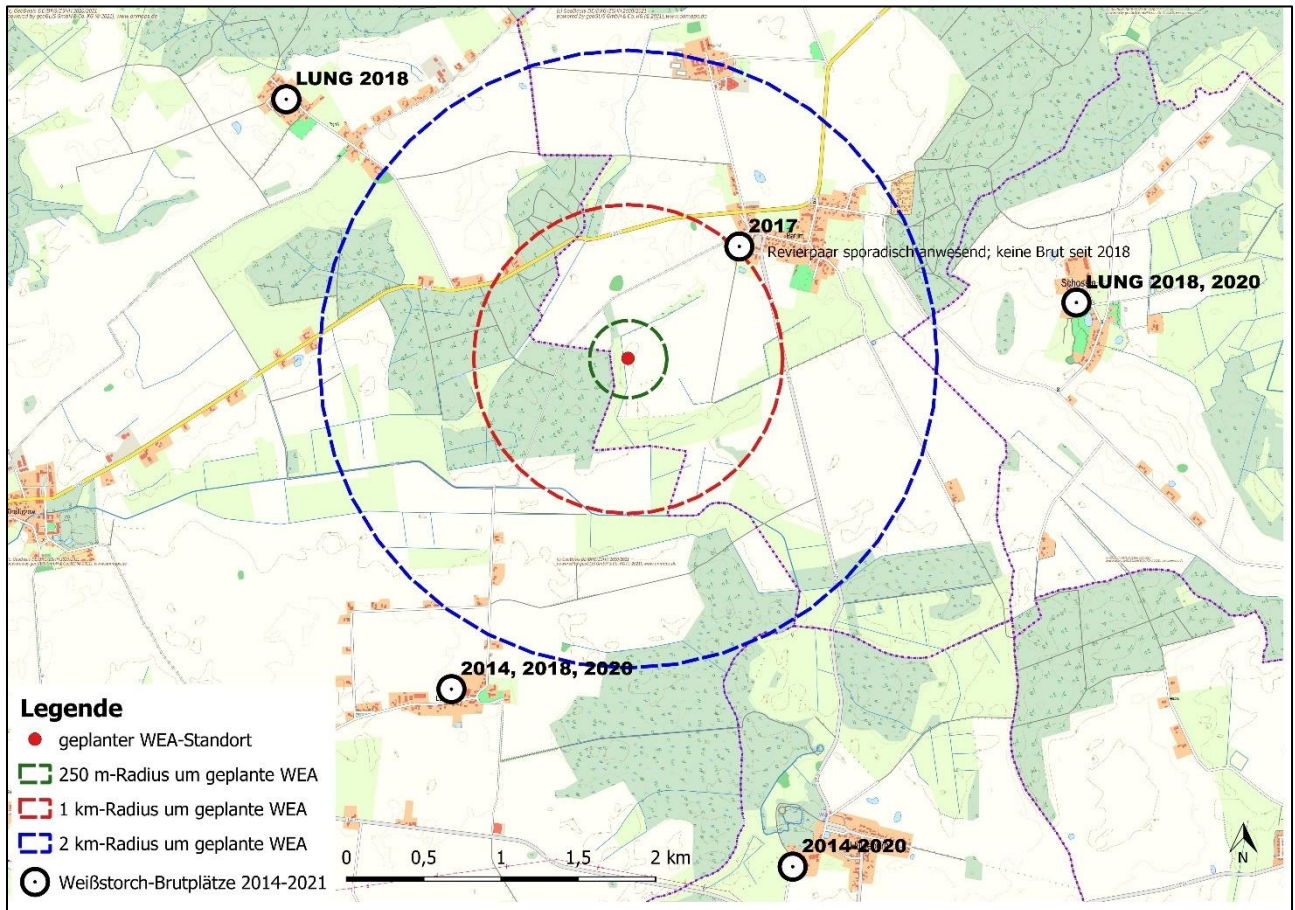 LUNG 2018
2017
Revierpaar sporadisch anwesend; keine Brut seit 2018
LUNG 2018, 2020
2014, 2018, 2020
2014-2020
Legende
geplanter WEA-Standort
250 m-Radius um geplante WEA
1 km-Radius um geplante WEA
2 km-Radius um geplante WEA
Weißstorch-Brutplätze 2014-2021
0 0,5 1 1,5 2 km
N